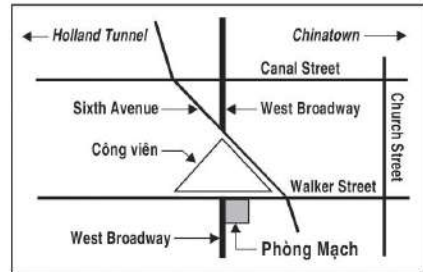 Holland Tunnel
Chinatown
Canal Street
Sixth Avenue
West Broadway
Church Street
Công viên
Walker Street
West Broadway
Phòng Mạch